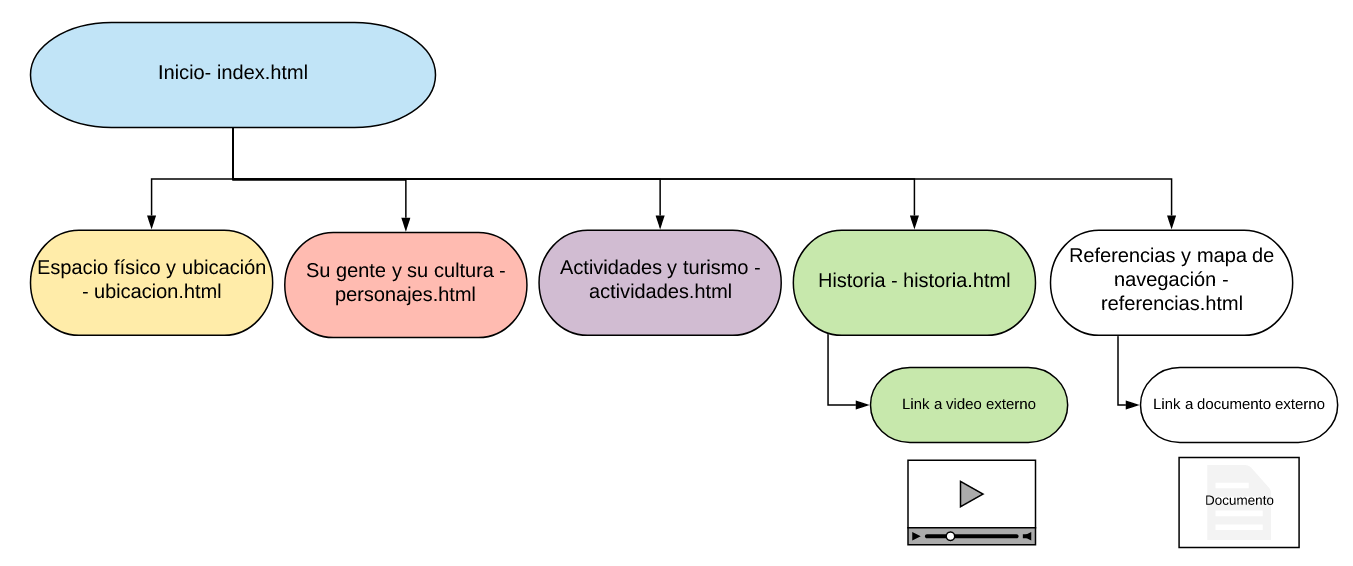 Inicio- index.html
Espacio físico y ubicación
- ubicacion.html
Su gente y su cultura -
personajes.html
Actividades y turismo -
actividades.html
Historia - historia.html
Referencias y mapa de
navegación -
referencias.html
Link a video externo
Link a documento externo
Documento